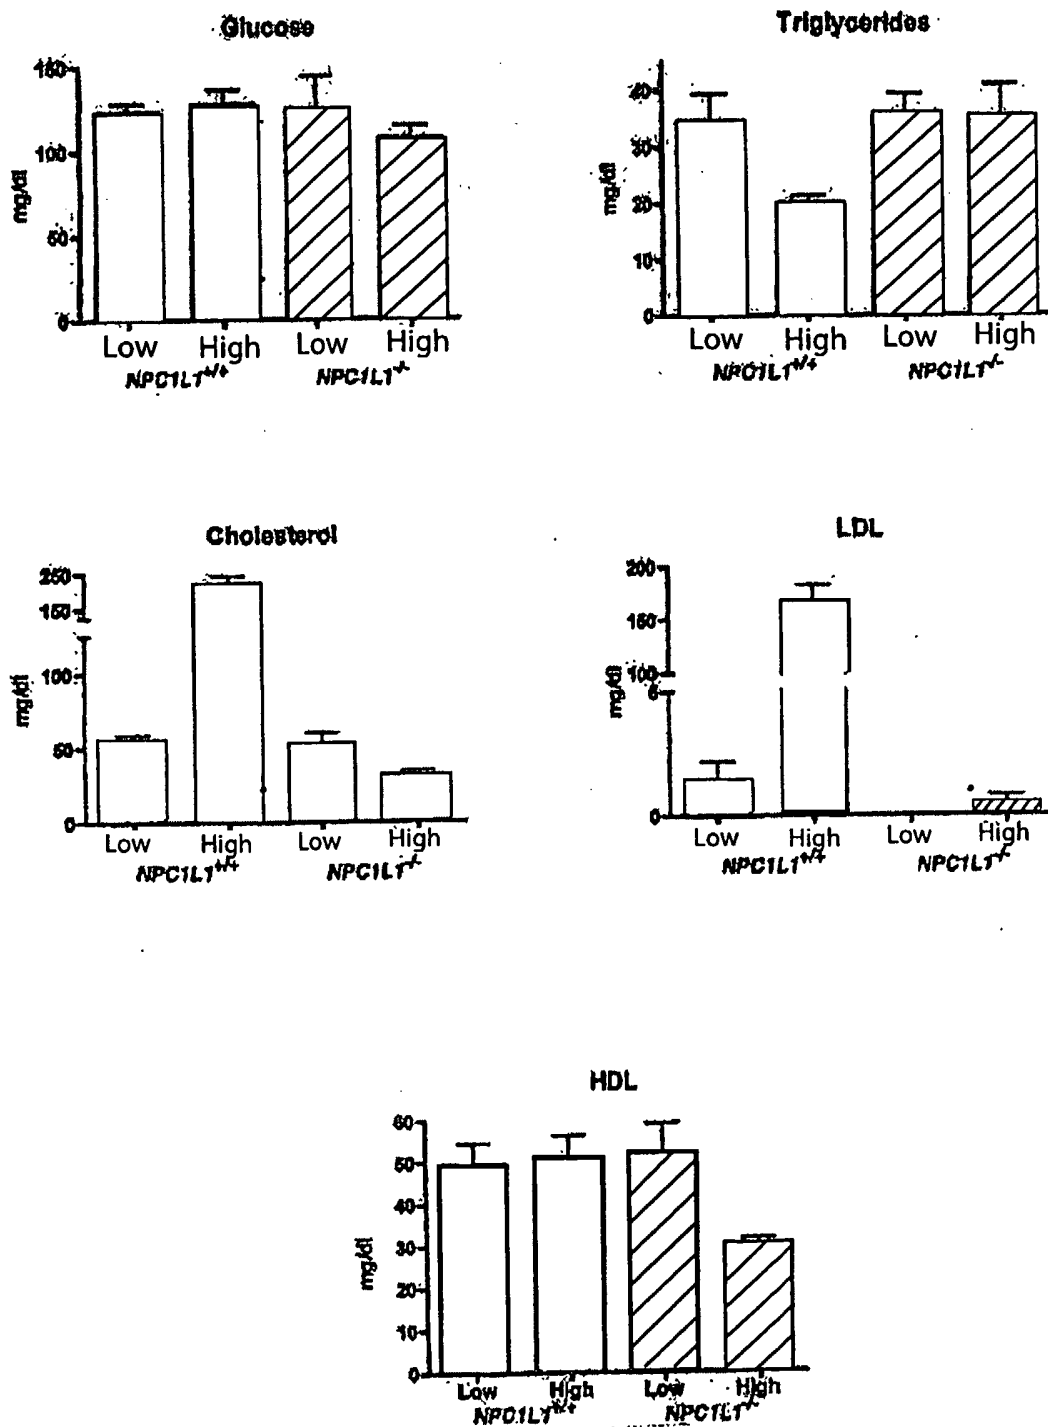 Glucose
150
100
50
0
mg/dl
Low High Low High
NPC1L1+/+ NPC1L1-/-
Triglycerides
40
30
20
10
0
mg/dl
Low High Low High
NPC1L1+/+ NPC1L1-/-
Cholesterol
250
150
100
50
0
mg/dl
Low High Low High
NPC1L1+/+ NPC1L1-/-
LDL
200
150
100
5
0
mg/dl
Low High Low High
NPC1L1+/+ NPC1L1-/-
HDL
60
50
40
30
20
10
0
mg/dl
Low High Low High
NPC1L1+/+ NPC1L1-/-